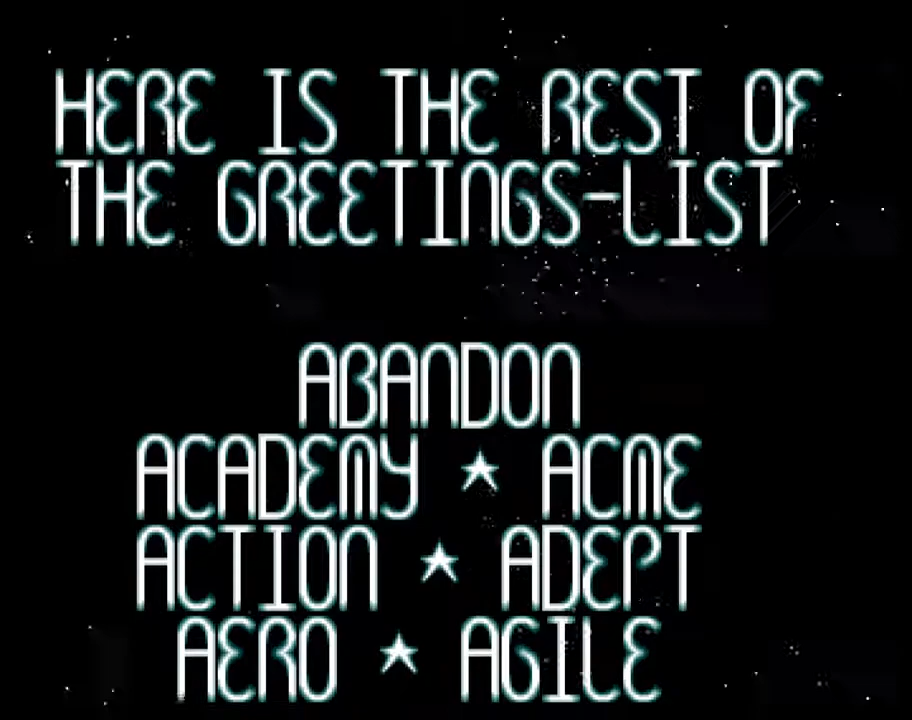 HERE IS THE REST OF
THE GREETINGS-LIST
ABANDON
ACADEMY ★ ACME
ACTION ★ ADEPT
AERO ★ AGILE